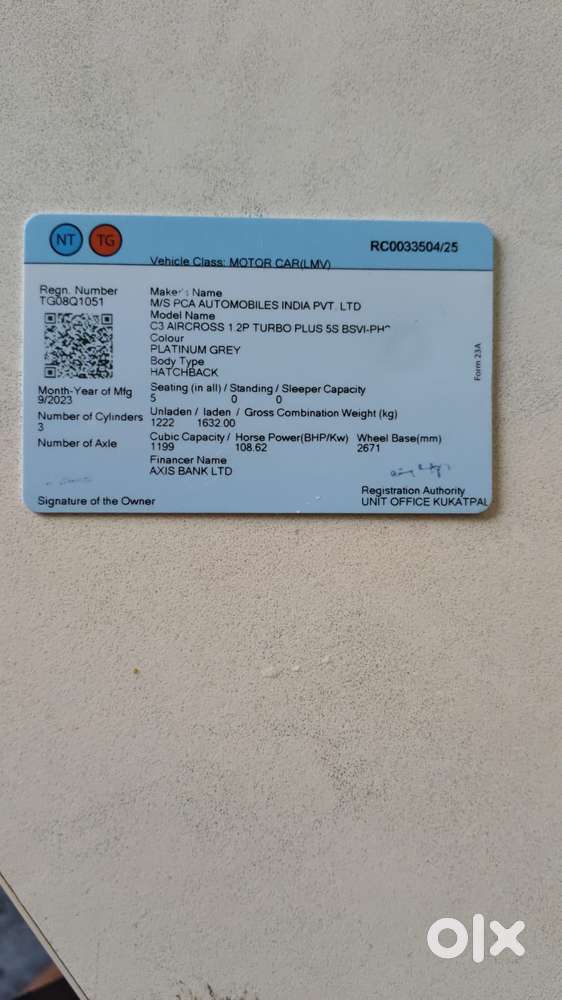 NT TG
RC0033504/25
Vehicle Class: MOTOR CAR(LMV)
Regn. Number
TG08Q1051
Maker's Name
M/S PCA AUTOMOBILES INDIA PVT. LTD
Model Name
C3 AIRCROSS 1.2P TURBO PLUS 5S
Colour
PLATINUM GREY
Body Type
HATCHBACK
Form 23A
Month-Year of Mfg
9/2023
Seating (in all) / Standing / Sleeper Capacity
5 0 0
Number of Cylinders
3
Unladen / laden / Gross Combination Weight (kg)
1222 1632.00
Number of Axle
Cubic Capacity / Horse Power(BHP/Kw) Wheel Base(mm)
1199 108.62 2671
Financer Name
AXIS BANK LTD
Signature of the Owner
Registration Authority
UNIT OFFICE KUKATPAL
olx